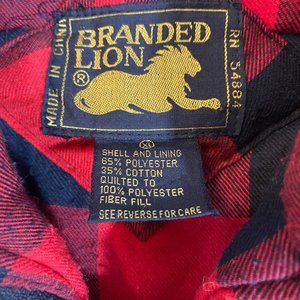 BRANDED
LION
®
MADE IN CHINA
RN 54884
XL
SHELL AND LINING
65% POLYESTER
35% COTTON
QUILTED TO
100% POLYESTER
FIBER FILL
SEE REVERSE FOR CARE